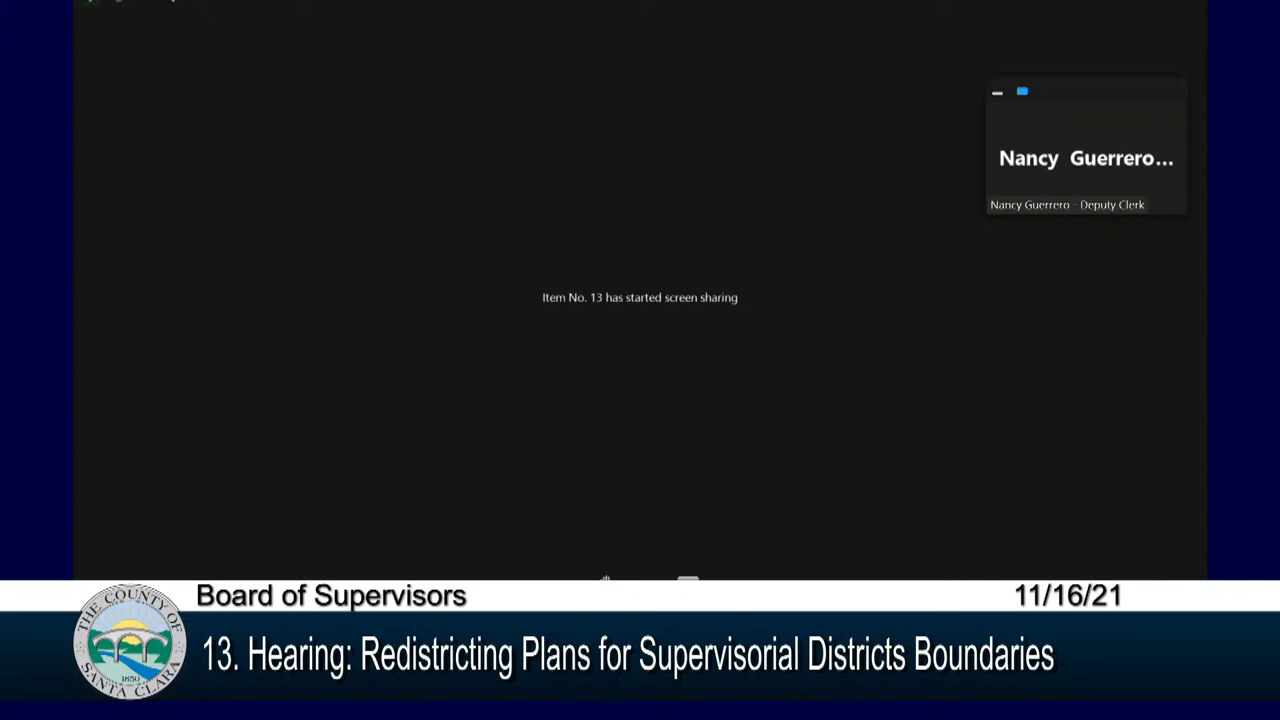 Nancy Guerrero...
Nancy Guerrero - Deputy Clerk
Item No. 13 has started screen sharing
Board of Supervisors
11/16/21
THE COUNTY OF
SANTA CLARA
1850
13. Hearing: Redistricting Plans for Supervisorial Districts Boundaries